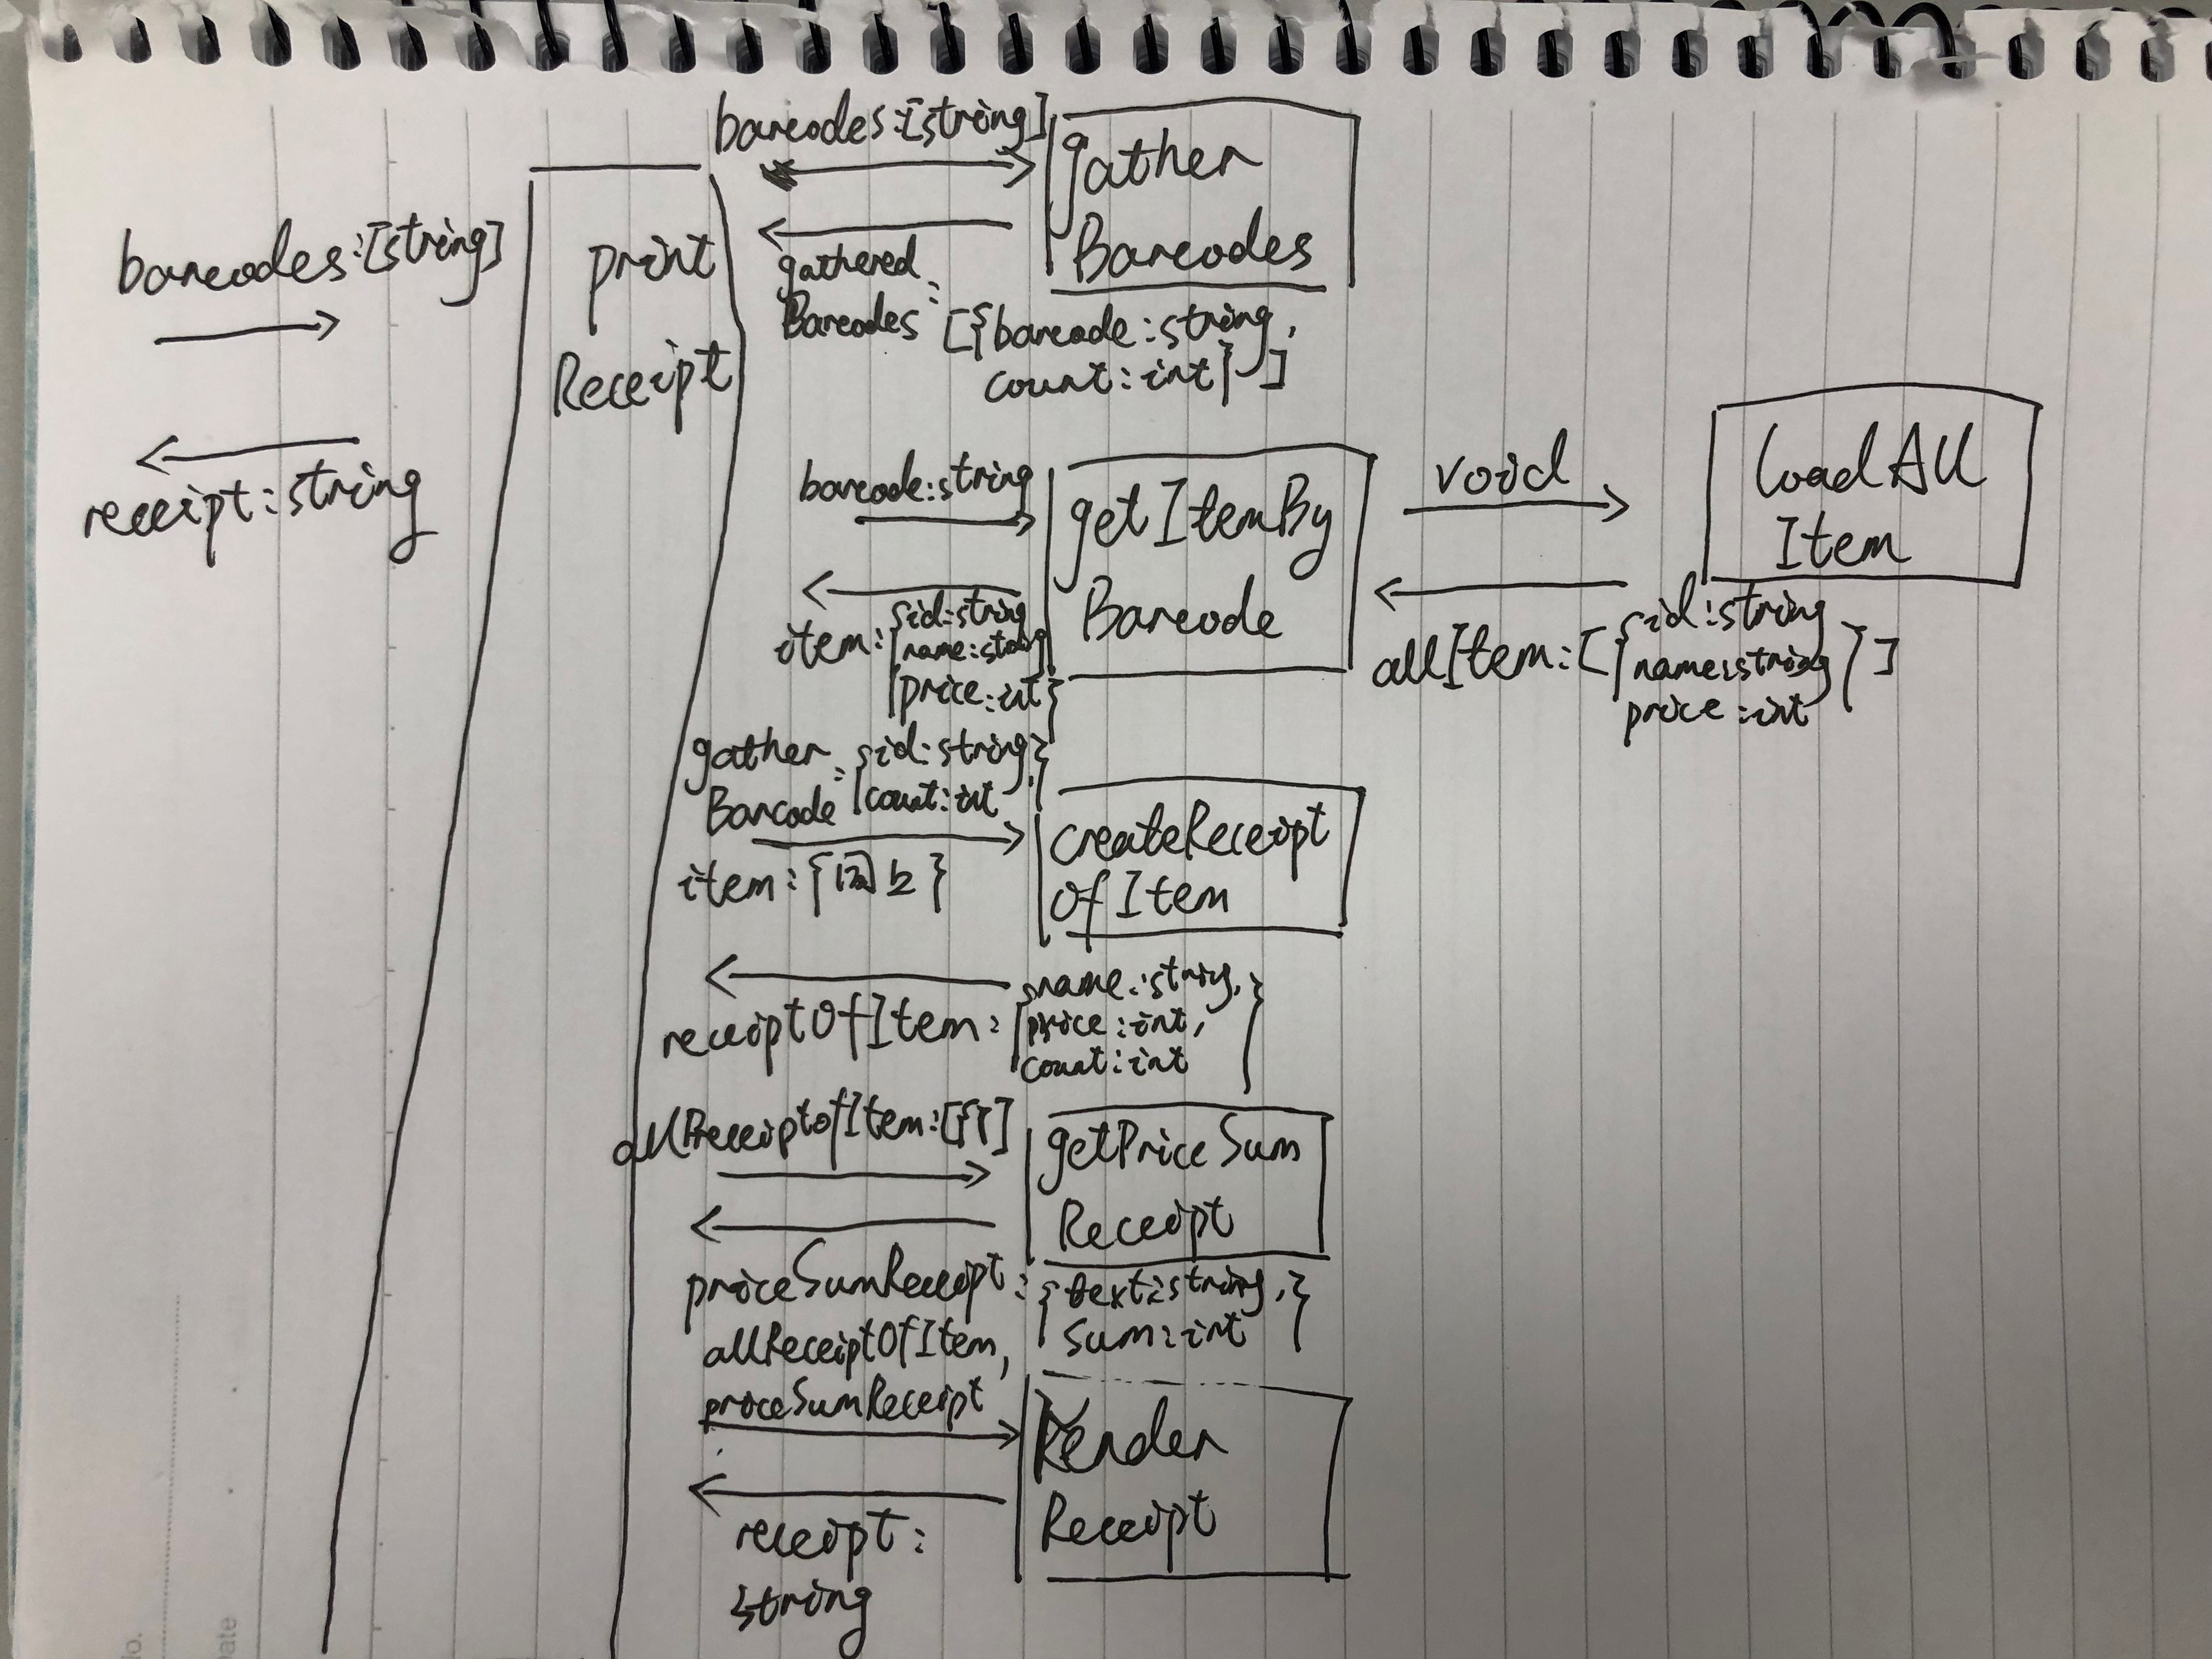 barcodes:[string]
receipt:string
print
Receipt
barcodes:[string]
gather
Barcodes
gathered
Barcodes
:
[{barcode:string,
count:int}]
barcode:string
getItemBy
Barcode
item:{id:string
name:string
price:int}
void
loadAll
Item
allItem:[{id:string
name:string
price:int}]
gather
Barcode
:{id:string,
count:int}
item:{同上}
createReceipt
OfItem
receiptOfItem:{name:string,
price:int,
count:int}
allReceiptofItem:[{}]
getPriceSum
Receipt
priceSumReceipt:{text:string,
sum:int}
allReceiptOfItem,
priceSumReceipt
Render
Receipt
receipt:
string
No.
Date